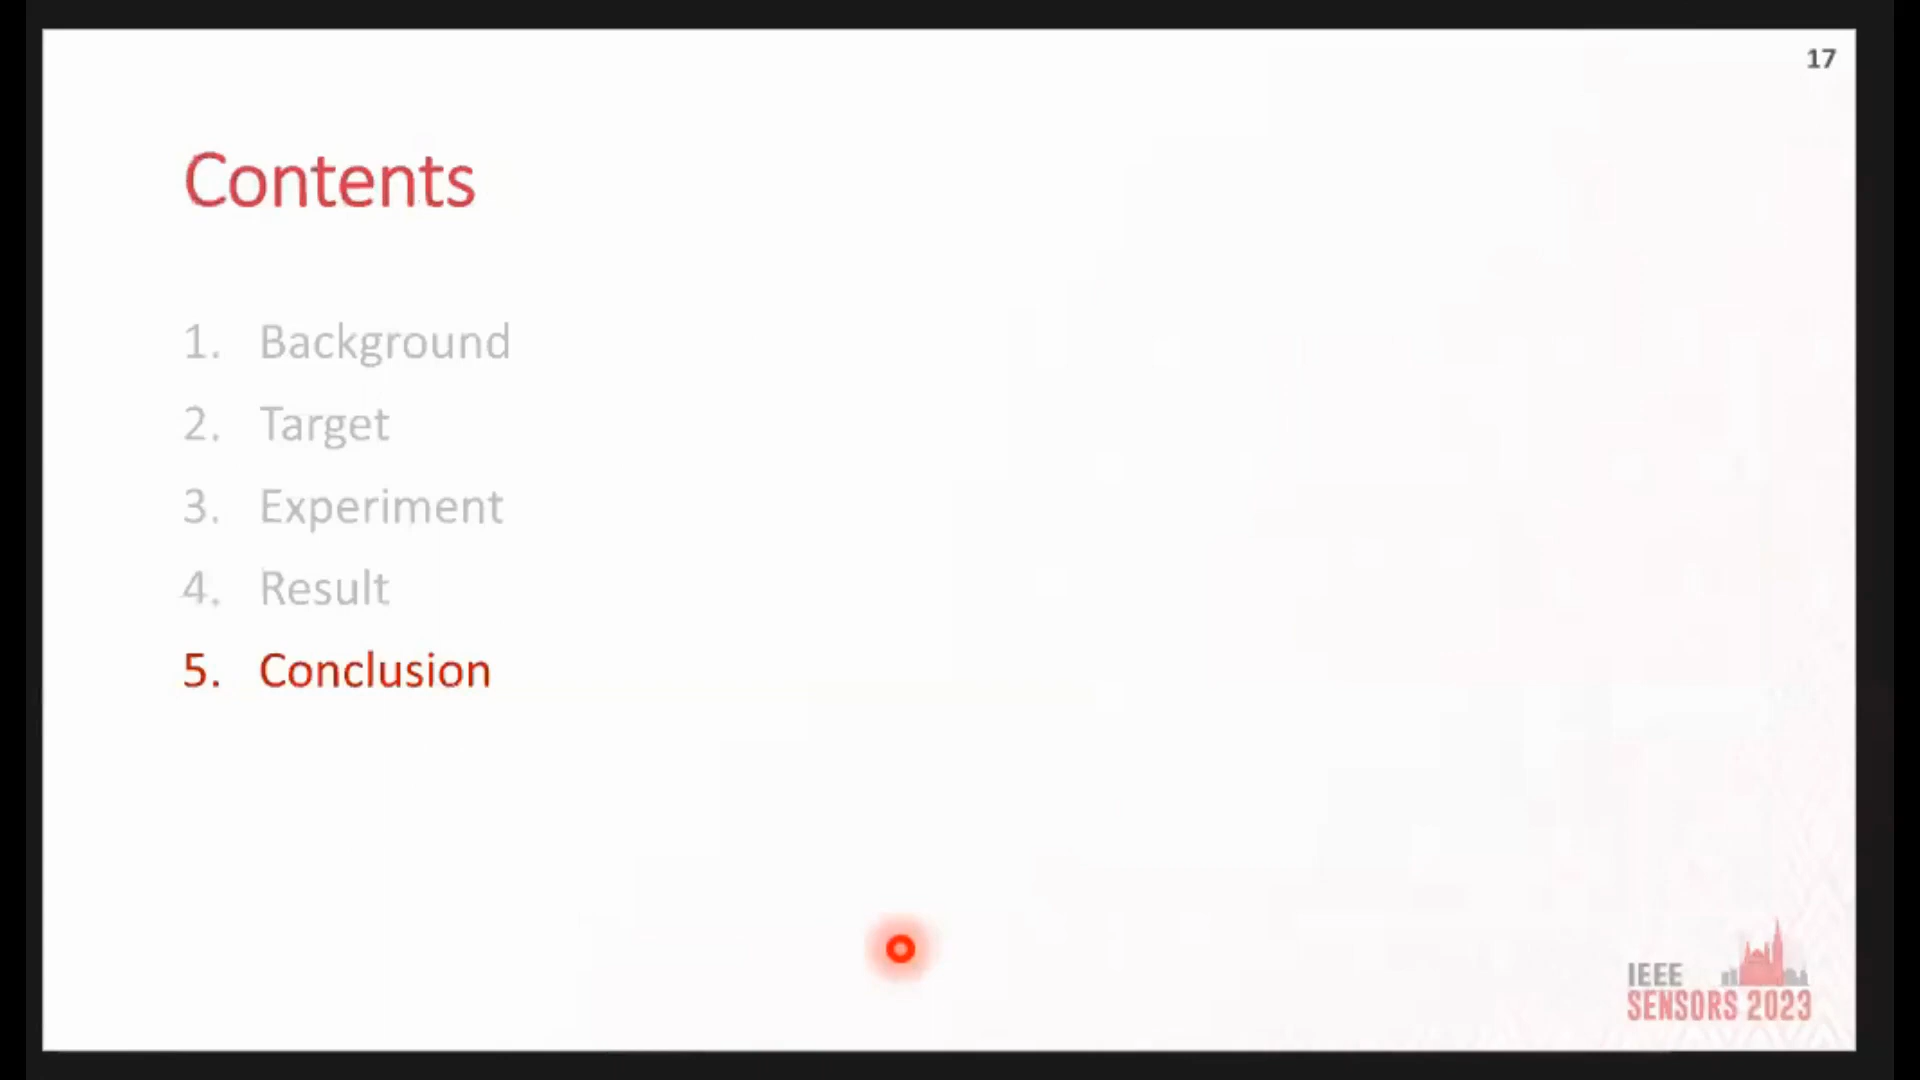 17
Contents
1. Background
2. Target
3. Experiment
4. Result
5. Conclusion
IEEE
SENSORS 2023